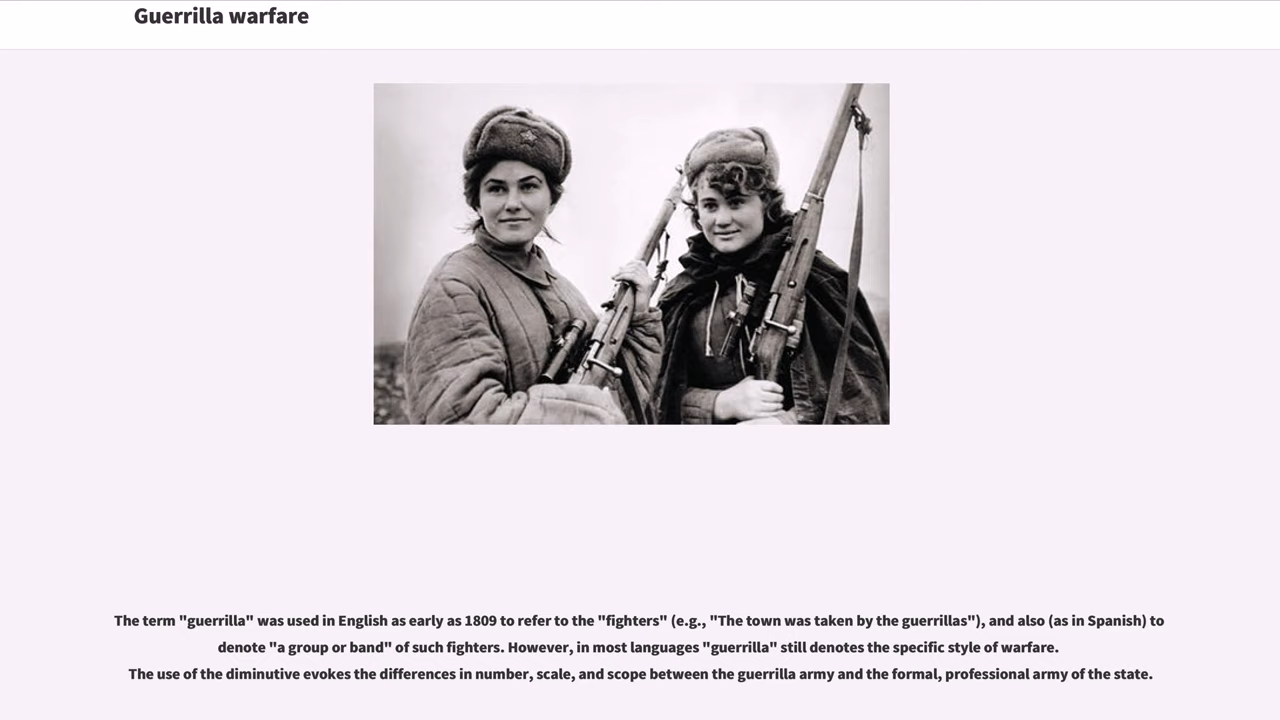 Guerrilla warfare
The term "guerrilla" was used in English as early as 1809 to refer to the "fighters" (e.g., "The town was taken by the guerrillas"), and also (as in Spanish) to
denote "a group or band" of such fighters. However, in most languages "guerrilla" still denotes the specific style of warfare.
The use of the diminutive evokes the differences in number, scale, and scope between the guerrilla army and the formal, professional army of the state.